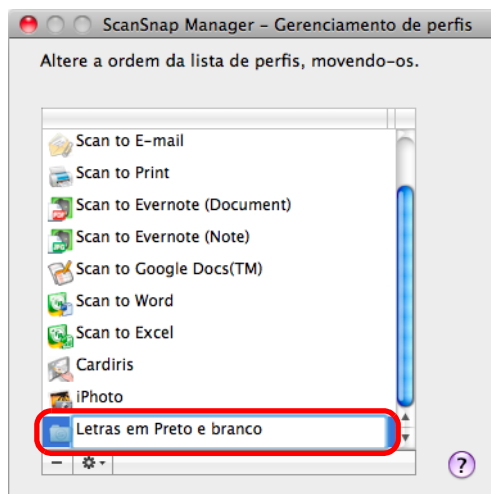 ScanSnap Manager – Gerenciamento de perfis
Altere a ordem da lista de perfis, movendo-os.
Scan to E-mail
Scan to Print
Scan to Evernote (Document)
Scan to Evernote (Note)
Scan to Google Docs(TM)
Scan to Word
Scan to Excel
Cardiris
iPhoto
Letras em Preto e branco
?